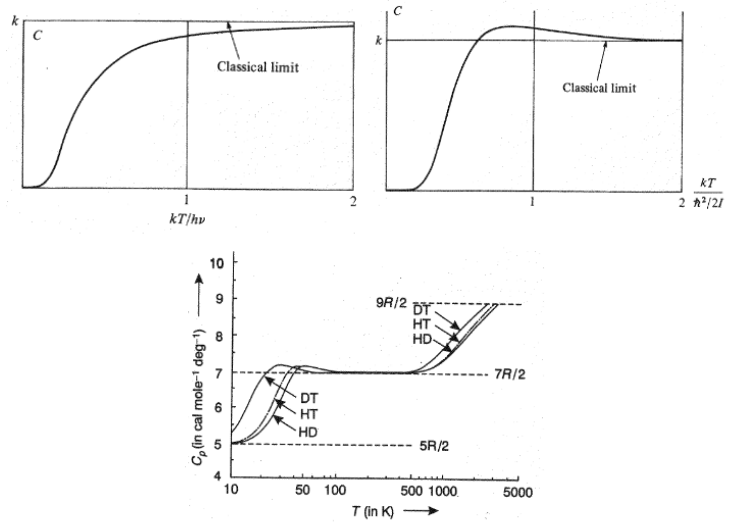 k
C
Classical limit
1
2
kT/hν
C
k
Classical limit
1
2
kT
ℏ²/2I
10
9
8
7
6
5
4
Cp (in cal mole⁻¹ deg⁻¹)
9R/2
DT
HT
HD
7R/2
DT
HT
HD
5R/2
10
50
100
500
1000
5000
T (in K)